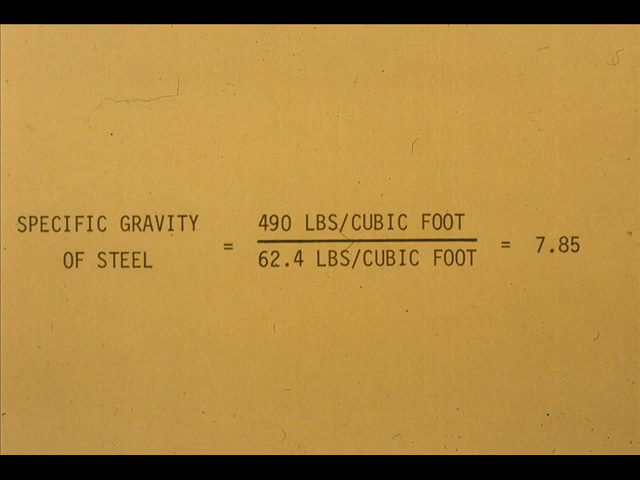 SPECIFIC GRAVITY
OF STEEL
=
490 LBS/CUBIC FOOT
62.4 LBS/CUBIC FOOT
= 7.85